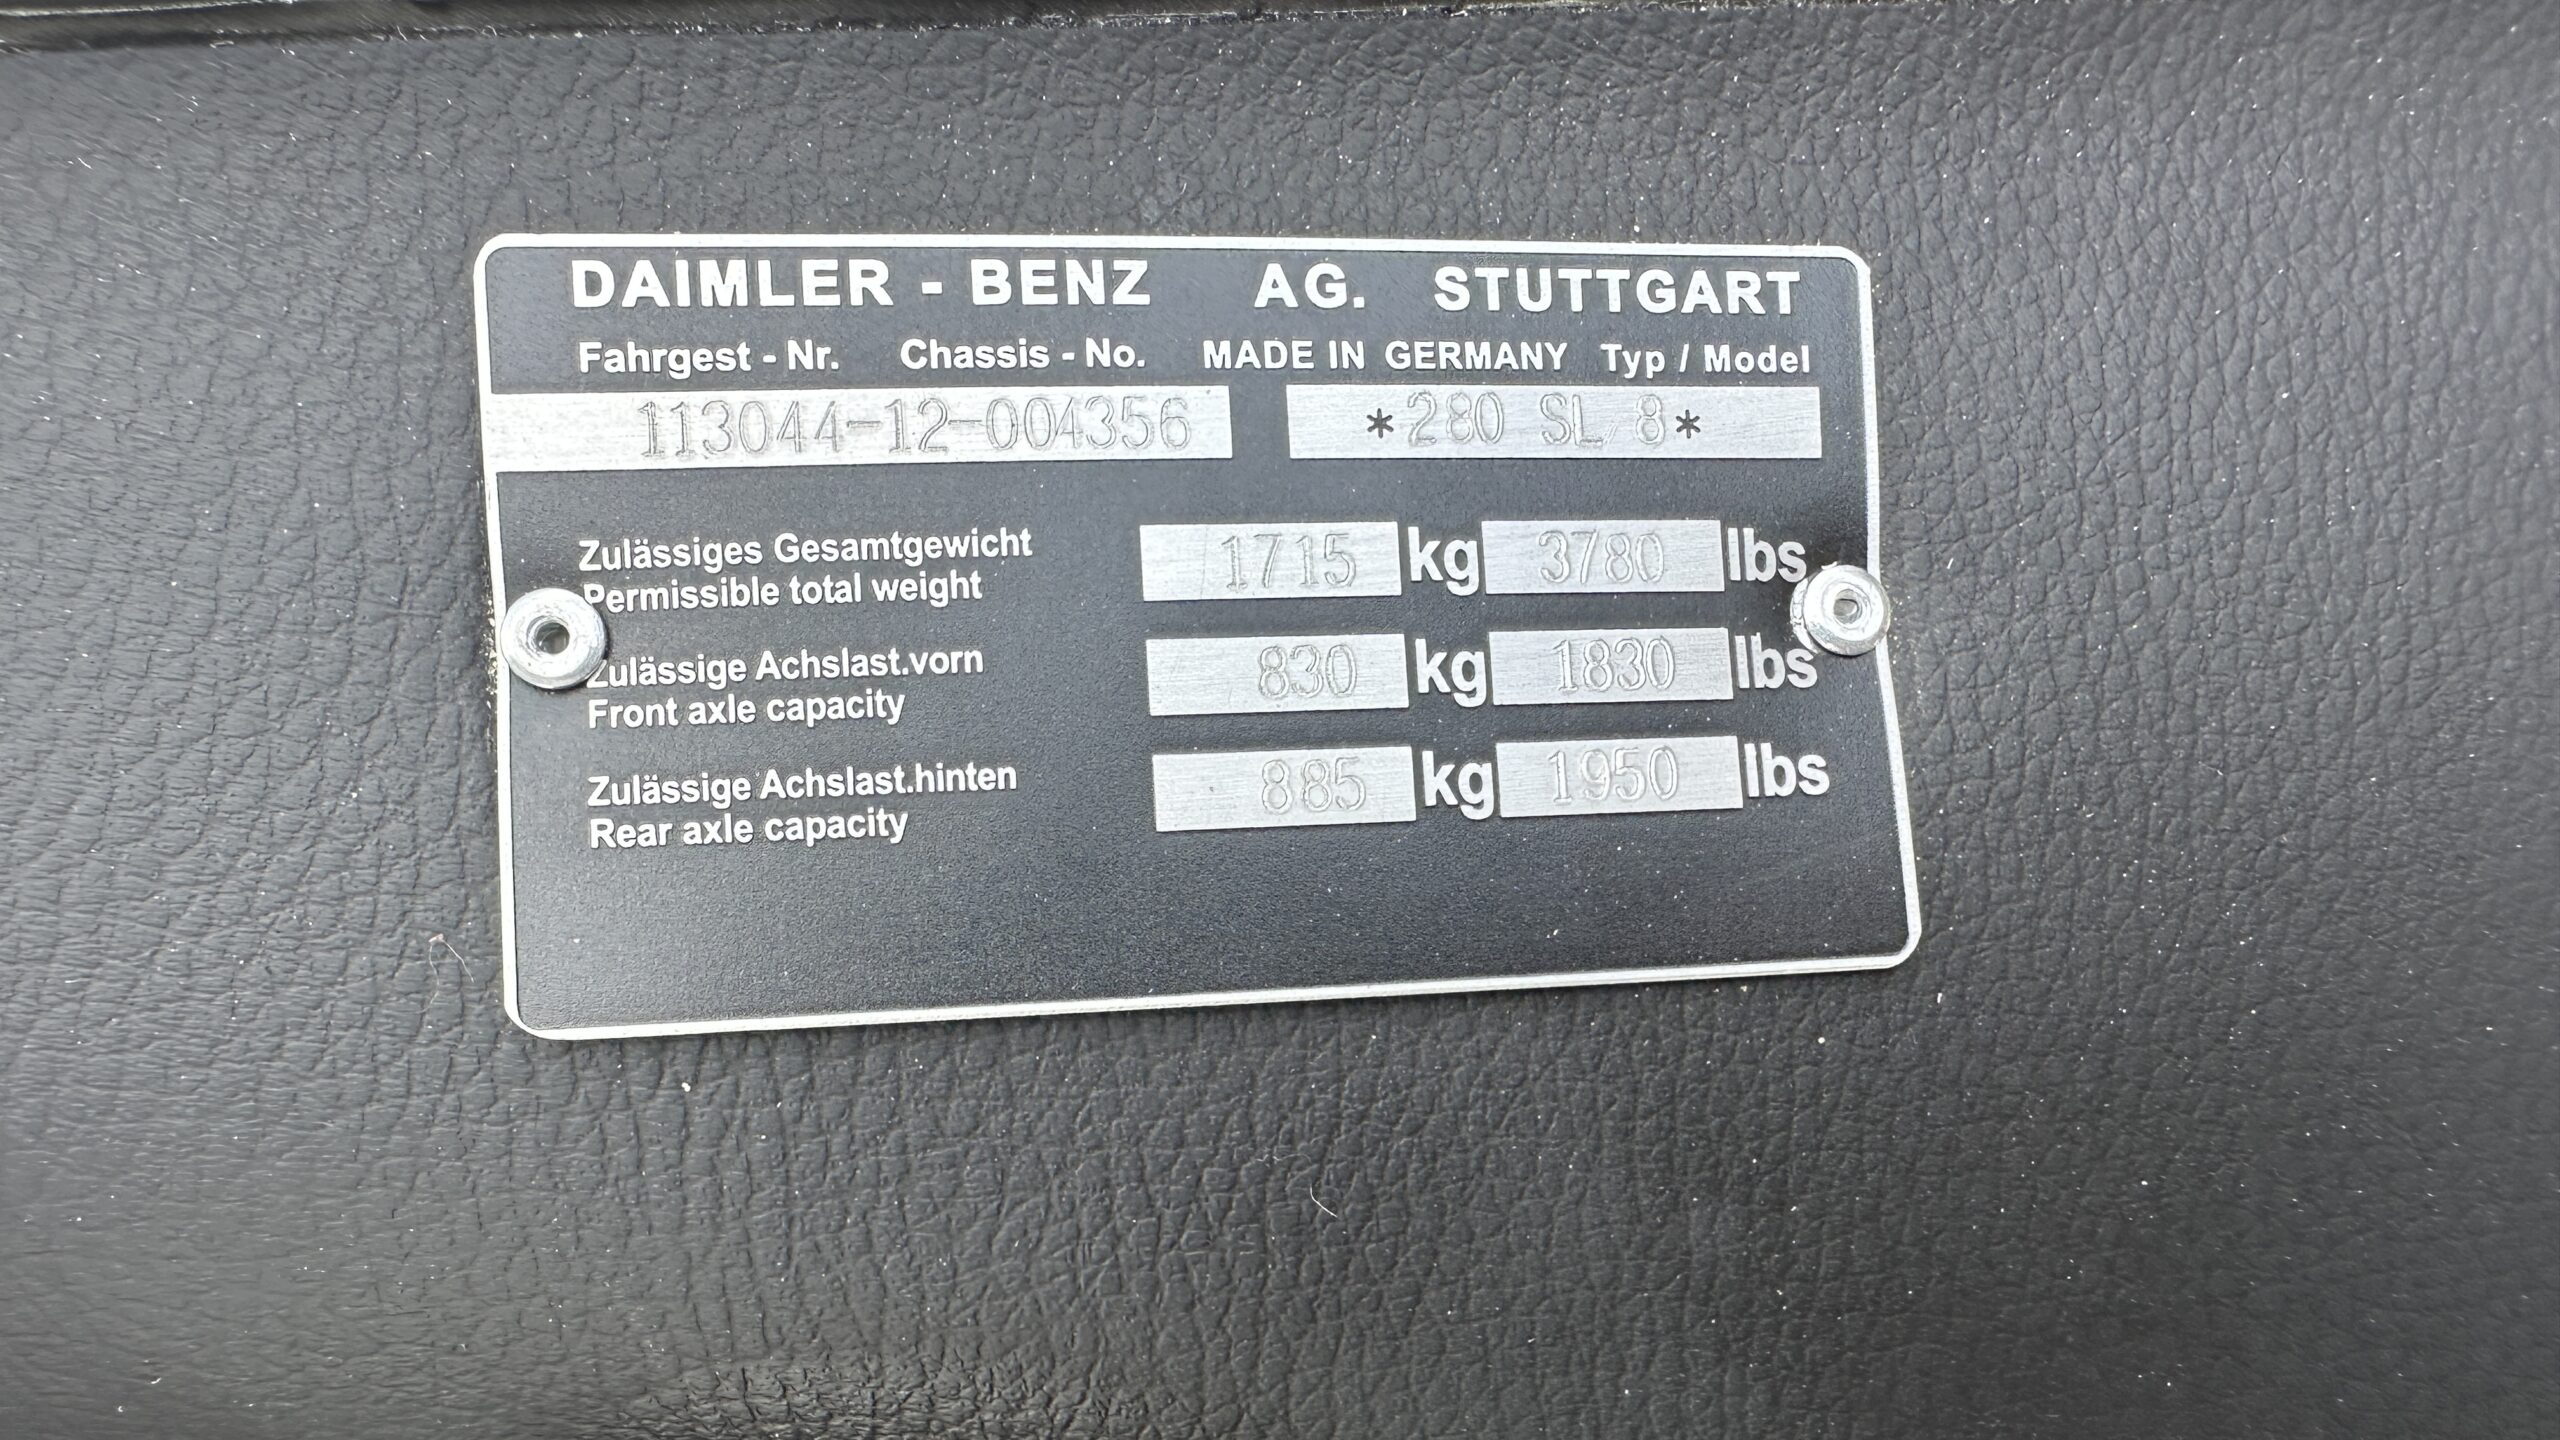 DAIMLER - BENZ AG. STUTTGART
Fahrgest - Nr. Chassis - No. MADE IN GERMANY Typ / Model
113044-12-004356 *280 SL 8*
Zulässiges Gesamtgewicht
Permissible total weight 1715 kg 3780 lbs
Zulässige Achslast.vorn
Front axle capacity 830 kg 1830 lbs
Zulässige Achslast.hinten
Rear axle capacity 885 kg 1950 lbs